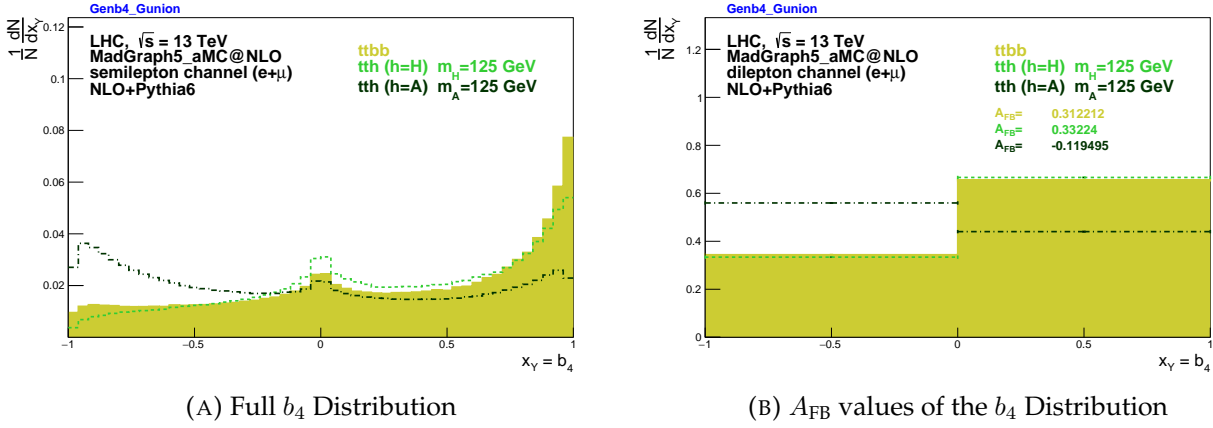 Genb4_Gunion
1/N dN/dx_Y
0.12
0.1
0.08
0.06
0.04
0.02
LHC, √s = 13 TeV
MadGraph5_aMC@NLO
semilepton channel (e+μ)
NLO+Pythia6
ttbb
tth (h=H) m_H=125 GeV
tth (h=A) m_A=125 GeV
−1 −0.5 0 0.5 1
x_Y = b_4
(A) Full b_4 Distribution
Genb4_Gunion
1/N dN/dx_Y
1.2
1
0.8
0.6
0.4
0.2
0
LHC, √s = 13 TeV
MadGraph5_aMC@NLO
dilepton channel (e+μ)
NLO+Pythia6
ttbb
tth (h=H) m_H=125 GeV
tth (h=A) m_A=125 GeV
A_FB= 0.312212
A_FB= 0.33224
A_FB= -0.119495
−1 −0.5 0 0.5 1
x_Y = b_4
(B) A_FB values of the b_4 Distribution